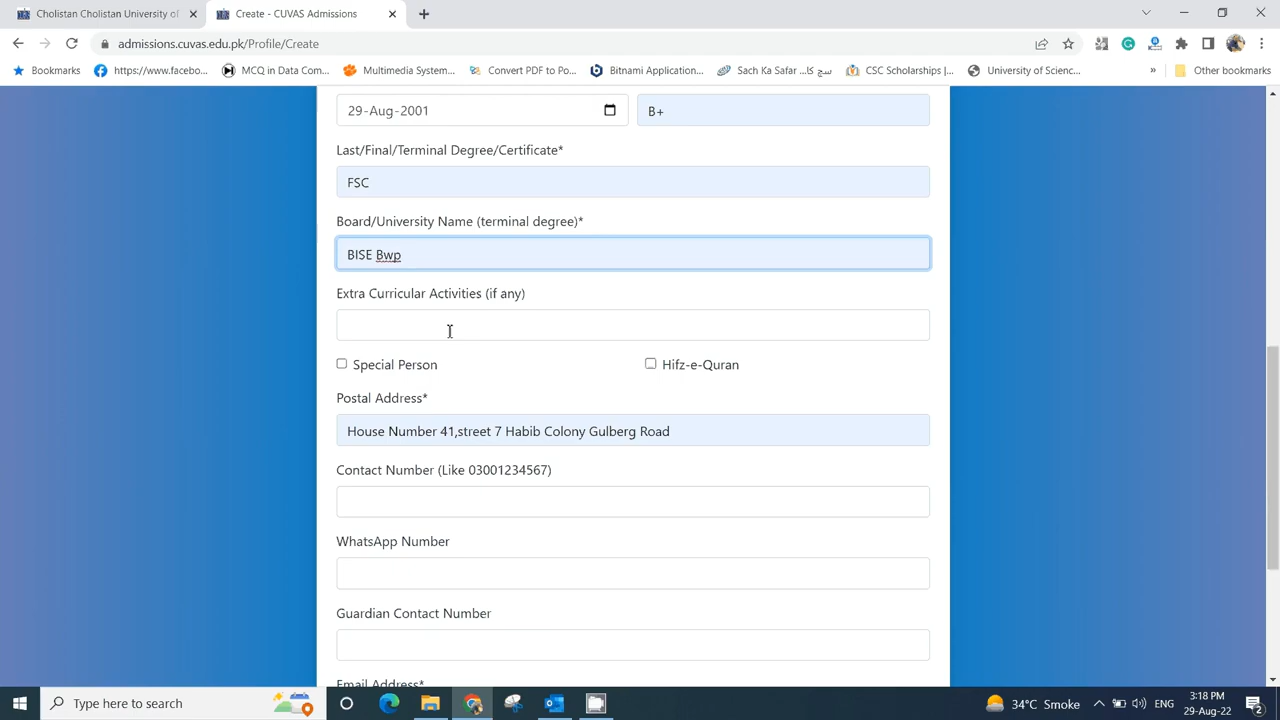 Cholistan Cholistan University of
Create - CUVAS Admissions
admissions.cuvas.edu.pk/Profile/Create
Bookmarks
https://www.facebo...
MCQ in Data Com...
Multimedia System...
Convert PDF to Po...
Bitnami Application...
Sach Ka Safar سچ کا...
CSC Scholarships |...
University of Scienc...
»
Other bookmarks
29-Aug-2001
B+
Last/Final/Terminal Degree/Certificate*
FSC
Board/University Name (terminal degree)*
BISE Bwp
Extra Curricular Activities (if any)
Special Person
Hifz-e-Quran
Postal Address*
House Number 41,street 7 Habib Colony Gulberg Road
Contact Number (Like 03001234567)
WhatsApp Number
Guardian Contact Number
Email Address*
Type here to search
34°C Smoke
ENG
3:18 PM
29-Aug-22
2